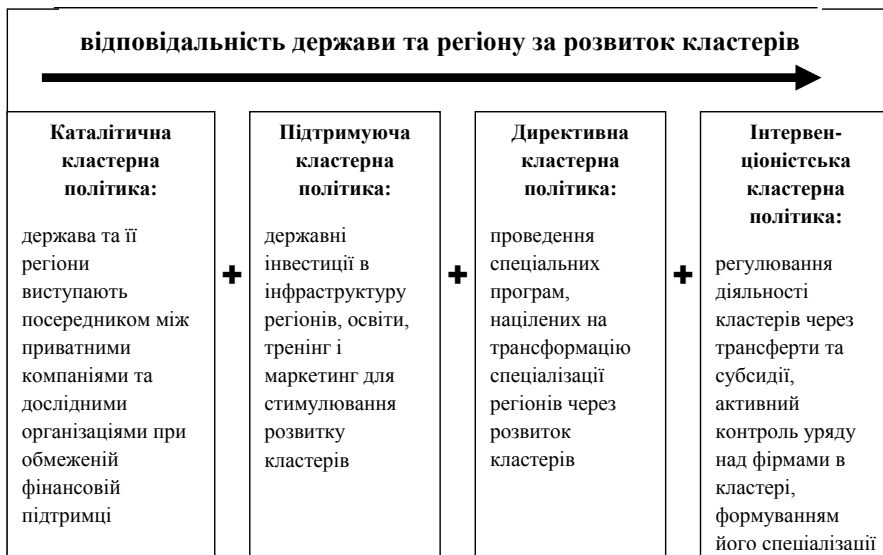 відповідальність держави та регіону за розвиток кластерів
Каталітична
кластерна
політика:
держава та її
регіони
виступають
посередником між
приватними
компаніями та
дослідними
організаціями при
обмеженій
фінансовій
підтримці
+
Підтримуюча
кластерна
політика:
державні
інвестиції в
інфраструктуру
регіонів, освіти,
тренінг і
маркетинг для
стимулювання
розвитку
кластерів
+
Директивна
кластерна
політика:
проведення
спеціальних
програм,
націлених на
трансформацію
спеціалізації
регіонів через
розвиток
кластерів
+
Інтервен-
ціоністська
кластерна
політика:
регулювання
діяльності
кластерів через
трансферти та
субсидії,
активний
контроль уряду
над фірмами в
кластері,
формуванням
його спеціалізації